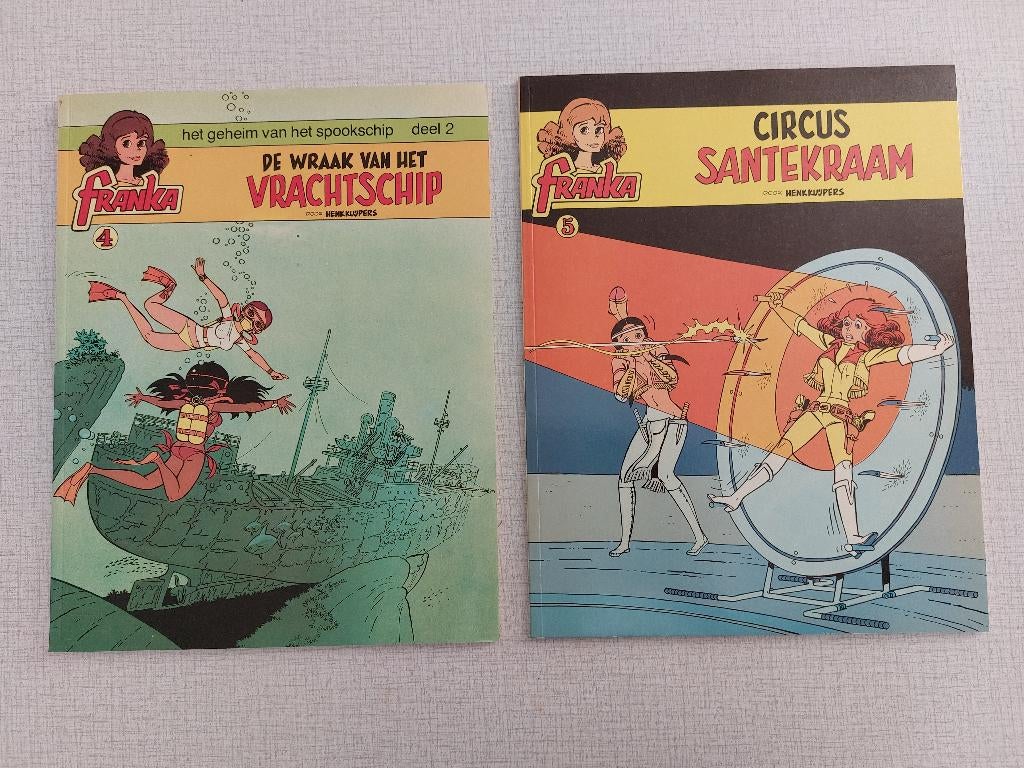 het geheim van het spookschip deel 2
DE WRAAK VAN HET
VRACHTSCHIP
DOOR HENK KUIJPERS
FRANKA
4
CIRCUS
SANTEKRAAM
DOOR HENK KUIJPERS
FRANKA
5